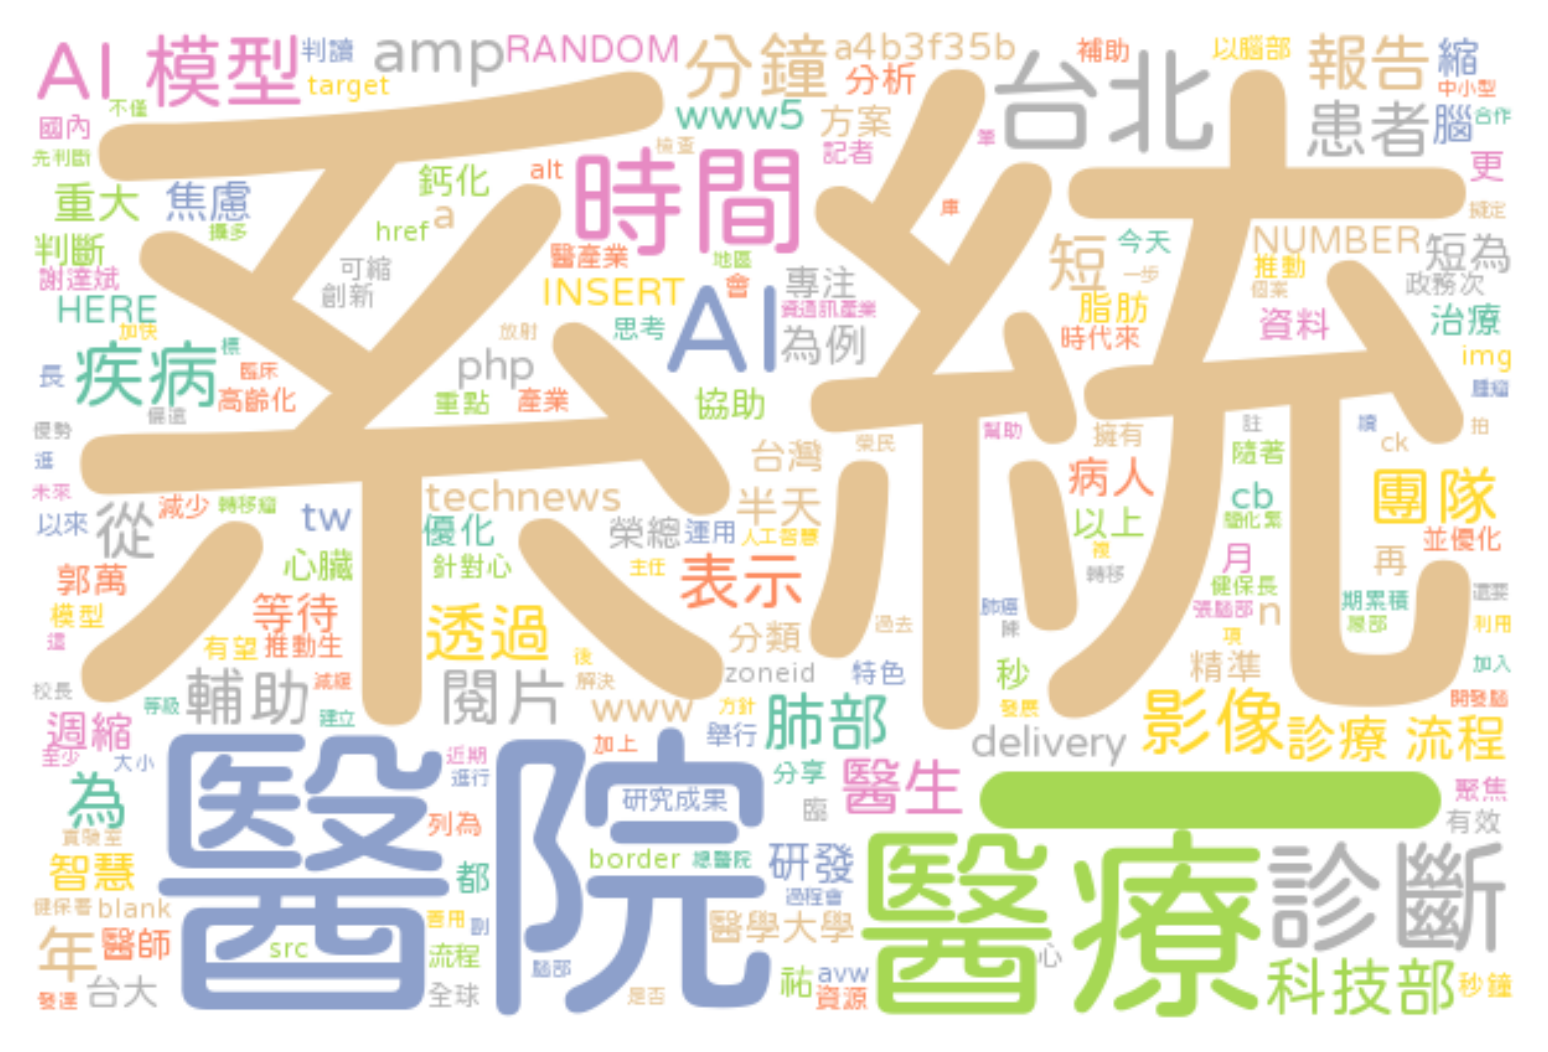 AI 模型
判讀
amp
RANDOM
分鐘
a4b3f35b
台北
補助
以腦部
報告
縮
target
分析
中小型
不僅
www5
方案
患者
腦
合作
國內
檢查
記者
先判斷
鈣化
alt
時間
更
重大
焦慮
a
庫
今天
NUMBER
擬定
攝多
href
短
短為
判斷
醫產業
地區
一步
推動
謝達斌
可縮
INSERT
會
專注
個案
政務次
創新
AI
資通訊產業
脂肪
資料
治療
HERE
加快
放射
思考
為例
時代來
疾病
標
php
img
長
臨床
腫瘤
高齡化
重點
產業
協助
偏遠
註
續
拍
優勢
榮民
幫助
擁有
ck
進
台灣
隨著
系統
未來
technews
半天
病人
cb
團隊
減少
轉移瘤
tw
以來
從
優化
榮總
運用
人工智慧
以上
簡化繁
並優化
心臟
針對心
主任
表示
轉移
月
再
郭萬
健保長
還要
模型
等待
肺癌
張腦部
n
期累積
透過
分類
過去
利用
有望
推動生
後
zoneid
特色
秒
精準
加入
校長
輔助
減緩
閱片
解決
www
方針
肺部
發展
影像
開發腦
等級
建立
週縮
舉行
診療 流程
至少
大小
近期
加上
delivery
醫院
進行
分享
醫生
一
聚焦
為
研究成果
臨
有效
實驗室
列為
智慧
都
border
總醫院
研發
醫療
診斷
健保署
blank
善用
副
過程會
年
醫師
醫學大學
src
流程
腦部
心
台大
全球
是否
祐
avw
資源
科技部
秒鐘